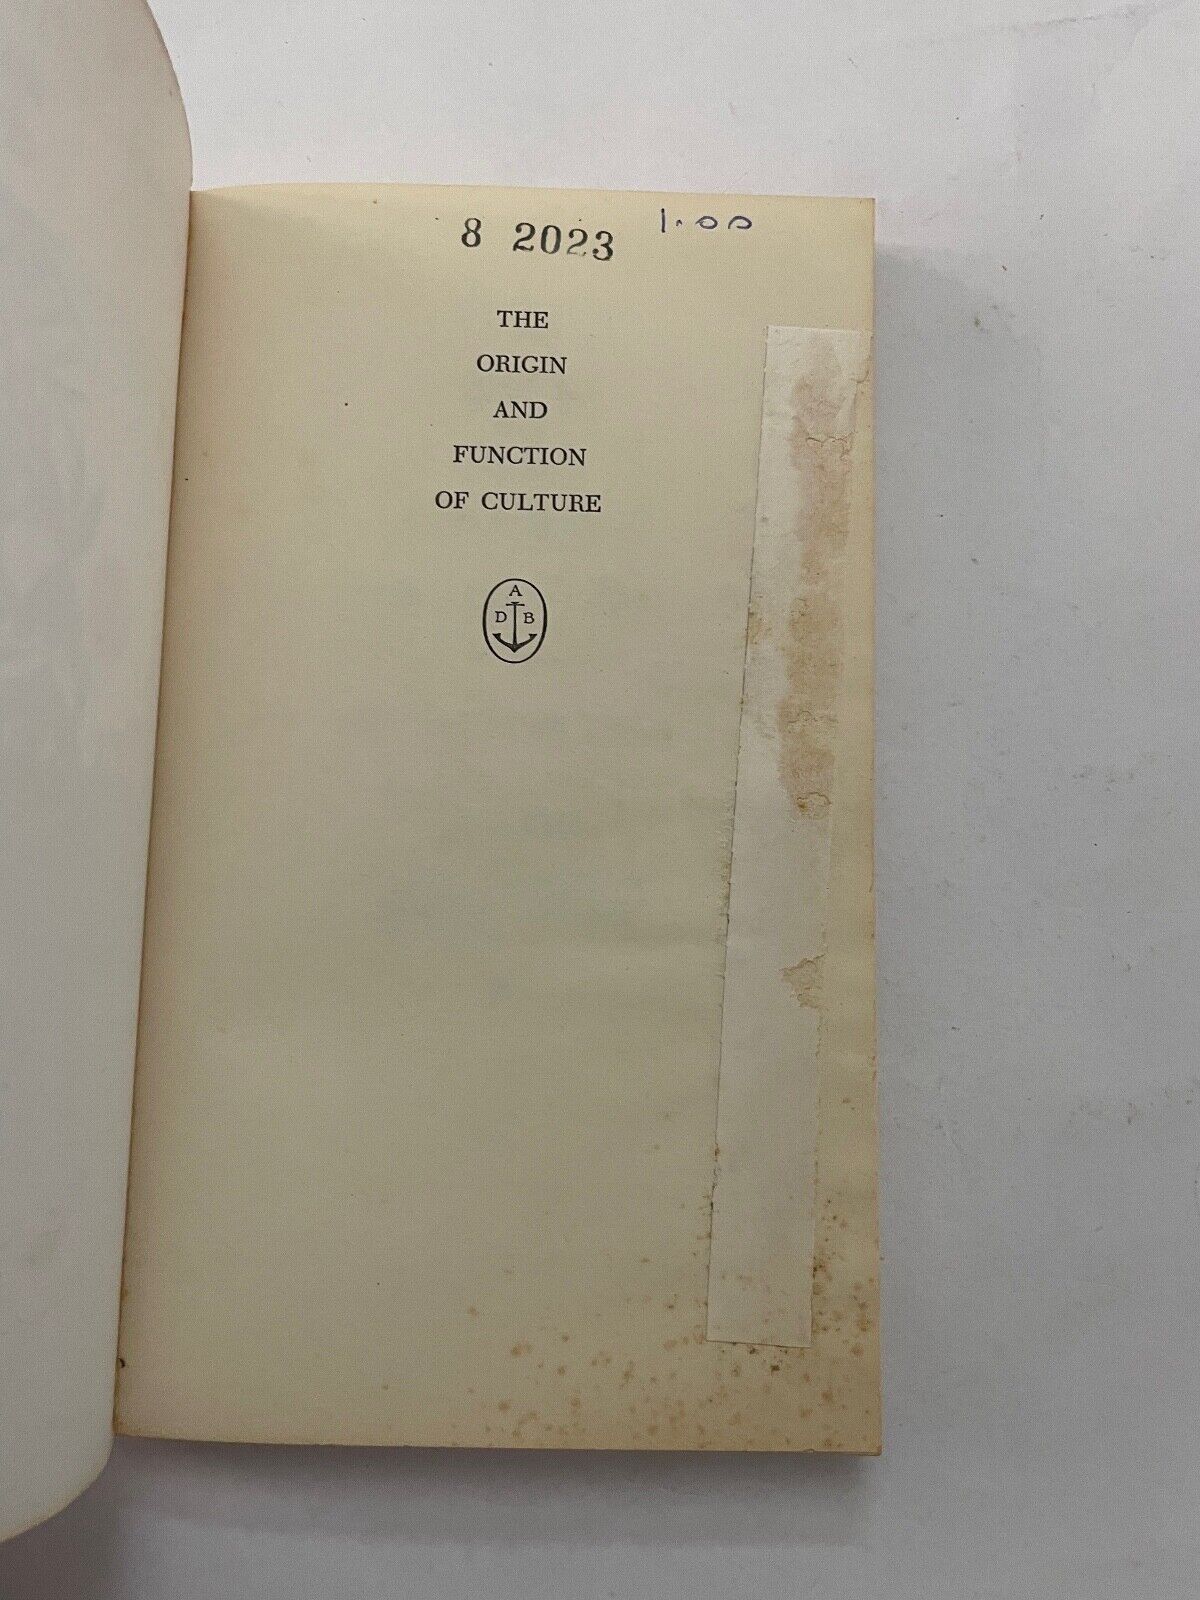 8 2023 1.00
THE
ORIGIN
AND
FUNCTION
OF CULTURE
A
D B